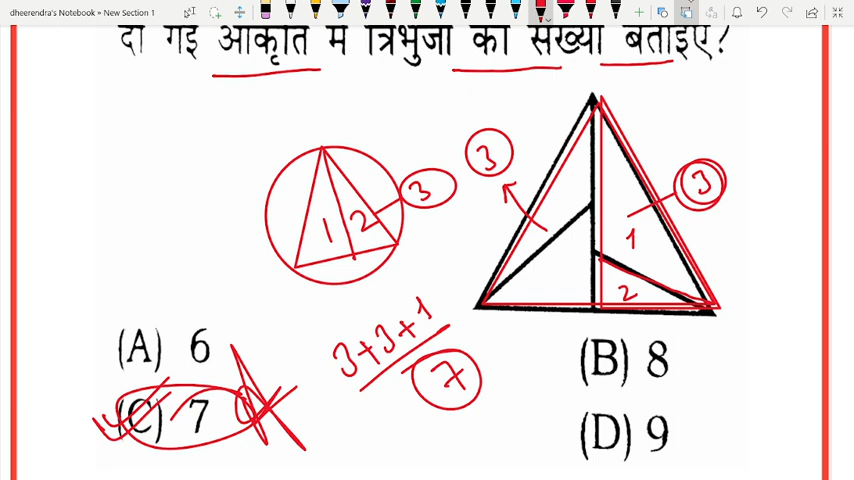 dheerendra's Notebook » New Section 1
दी गई आकृति में त्रिभुजों की संख्या बताइए?
3
3
3
1
2
1
2
3+3+1
7
(A) 6
(B) 8
(C) 7
(D) 9